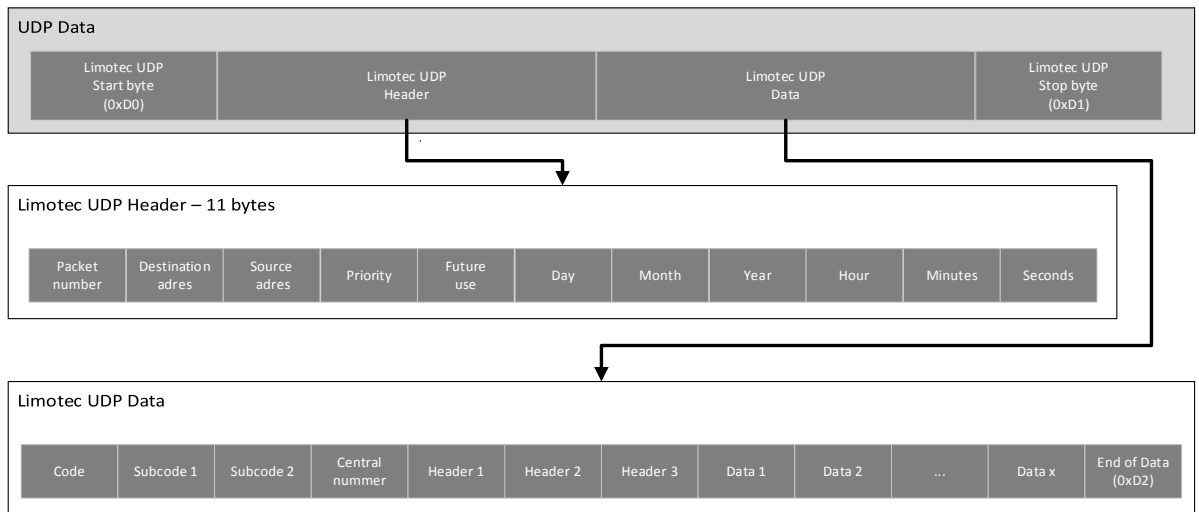 UDP Data
Limotec UDP
Start byte
(0xD0)
Limotec UDP
Header
Limotec UDP
Data
Limotec UDP
Stop byte
(0xD1)
Limotec UDP Header – 11 bytes
Packet
number
Destination
adres
Source
adres
Priority
Future
use
Day
Month
Year
Hour
Minutes
Seconds
Limotec UDP Data
Code
Subcode 1
Subcode 2
Central
nummer
Header 1
Header 2
Header 3
Data 1
Data 2
...
Data x
End of Data
(0xD2)